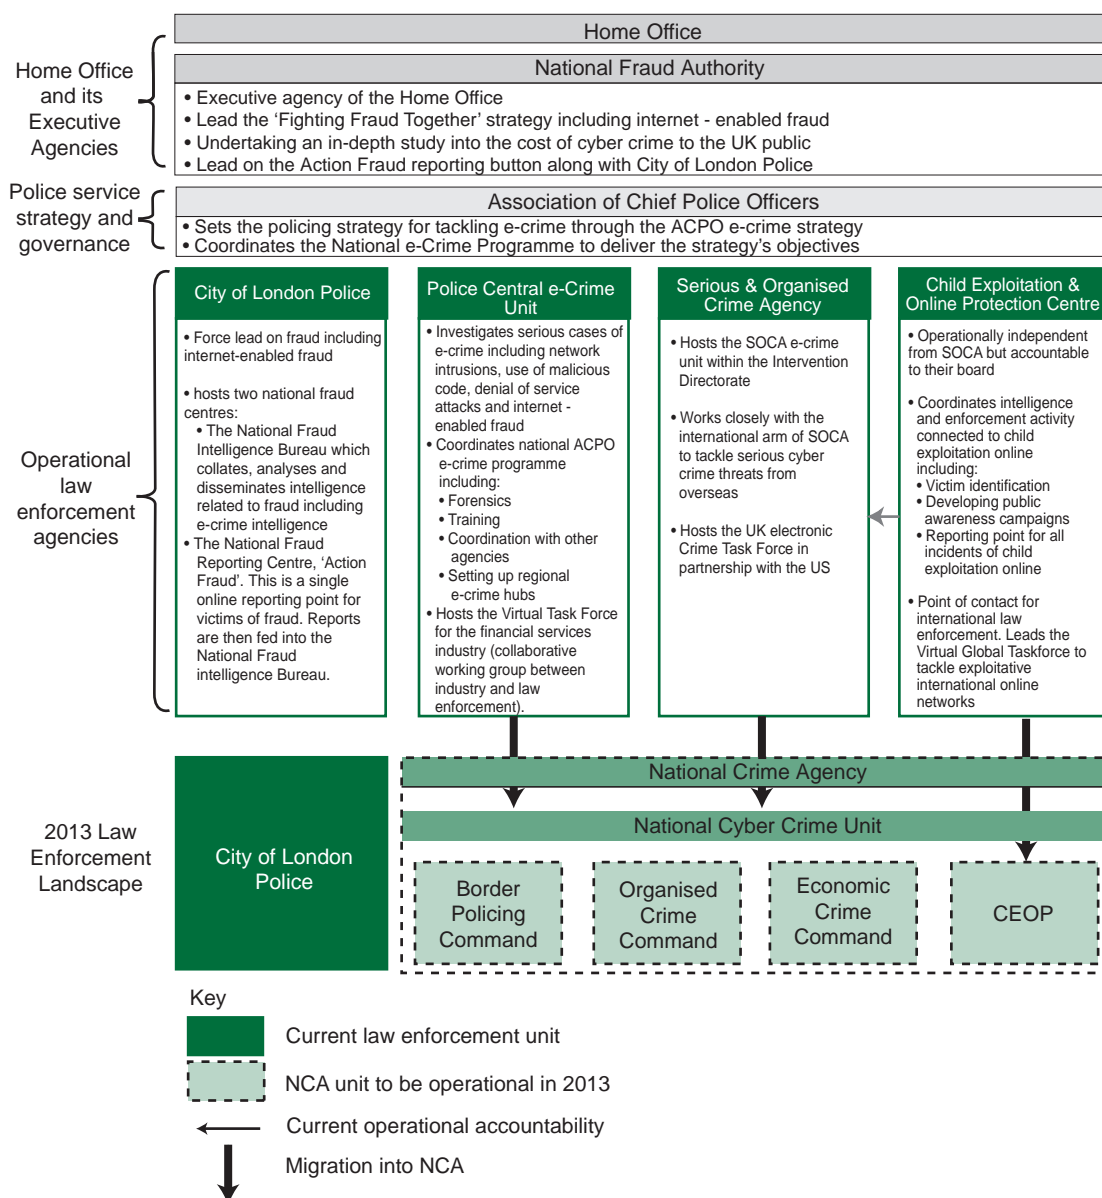 Home Office
Home Office
and its
Executive
Agencies
National Fraud Authority
• Executive agency of the Home Office
• Lead the ‘Fighting Fraud Together’ strategy including internet - enabled fraud
• Undertaking an in-depth study into the cost of cyber crime to the UK public
• Lead on the Action Fraud reporting button along with City of London Police
Police service
strategy and
governance
Association of Chief Police Officers
• Sets the policing strategy for tackling e-crime through the ACPO e-crime strategy
• Coordinates the National e-Crime Programme to deliver the strategy’s objectives
Operational
law
enforcement
agencies
City of London Police
• Force lead on fraud including
internet-enabled fraud
• hosts two national fraud
centres:
• The National Fraud
Intelligence Bureau which
collates, analyses and
disseminates intelligence
related to fraud including
e-crime intelligence
• The National Fraud
Reporting Centre, ‘Action
Fraud’. This is a single
online reporting point for
victims of fraud. Reports
are then fed into the
National Fraud
intelligence Bureau.
Police Central e-Crime
Unit
• Investigates serious cases of
e-crime including network
intrusions, use of malicious
code, denial of service
attacks and internet -
enabled fraud
• Coordinates national ACPO
e-crime programme
including:
• Forensics
• Training
• Coordination with other
agencies
• Setting up regional
e-crime hubs
• Hosts the Virtual Task Force
for the financial services
industry (collaborative
working group between
industry and law
enforcement).
Serious & Organised
Crime Agency
• Hosts the SOCA e-crime
unit within the Intervention
Directorate
• Works closely with the
international arm of SOCA
to tackle serious cyber
crime threats from
overseas
• Hosts the UK electronic
Crime Task Force in
partnership with the US
Child Exploitation &
Online Protection Centre
• Operationally independent
from SOCA but accountable
to their board
• Coordinates intelligence
and enforcement activity
connected to child
exploitation online
including:
• Victim identification
• Developing public
awareness campaigns
• Reporting point for all
incidents of child
exploitation online
• Point of contact for
international law
enforcement. Leads the
Virtual Global Taskforce to
tackle exploitative
international online
networks
2013 Law
Enforcement
Landscape
City of London
Police
National Crime Agency
National Cyber Crime Unit
Border
Policing
Command
Organised
Crime
Command
Economic
Crime
Command
CEOP
Key
Current law enforcement unit
NCA unit to be operational in 2013
Current operational accountability
Migration into NCA